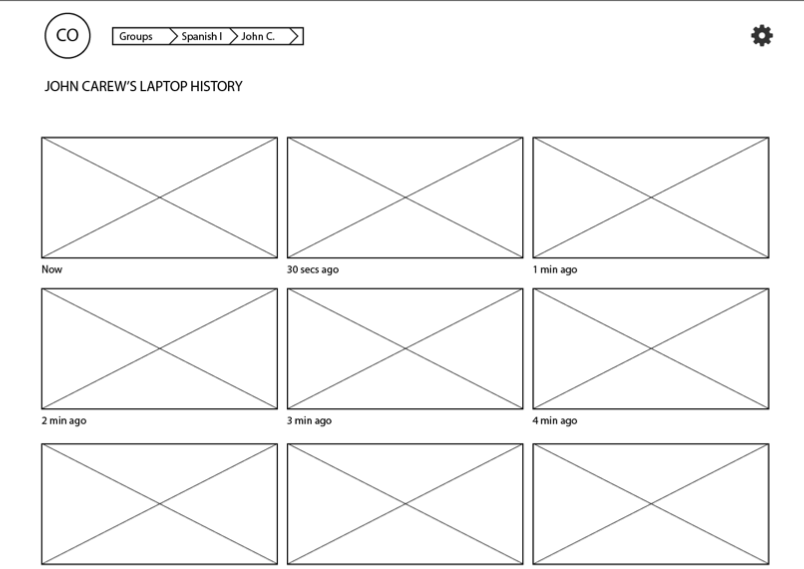 CO
Groups Spanish I John C.
JOHN CAREW'S LAPTOP HISTORY
Now 30 secs ago 1 min ago
2 min ago 3 min ago 4 min ago